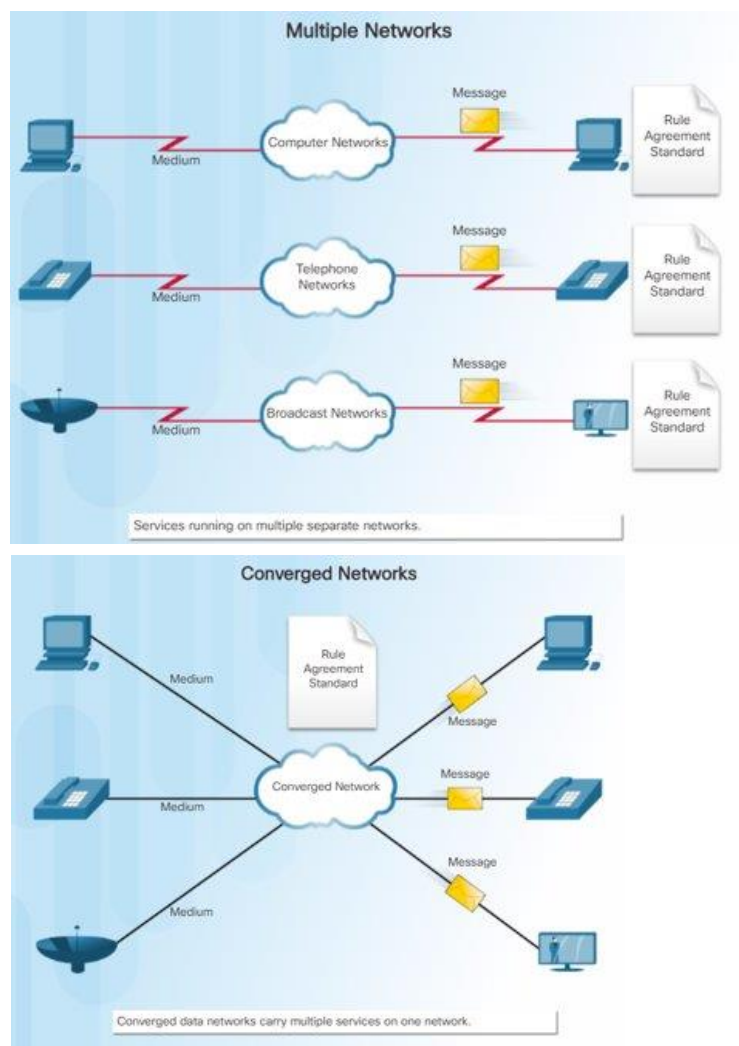 Multiple Networks
Message
Computer Networks
Medium
Rule
Agreement
Standard
Message
Telephone
Networks
Medium
Rule
Agreement
Standard
Message
Broadcast Networks
Medium
Rule
Agreement
Standard
Services running on multiple separate networks.
Converged Networks
Rule
Agreement
Standard
Medium
Message
Converged Network
Message
Medium
Message
Medium
Converged data networks carry multiple services on one network.